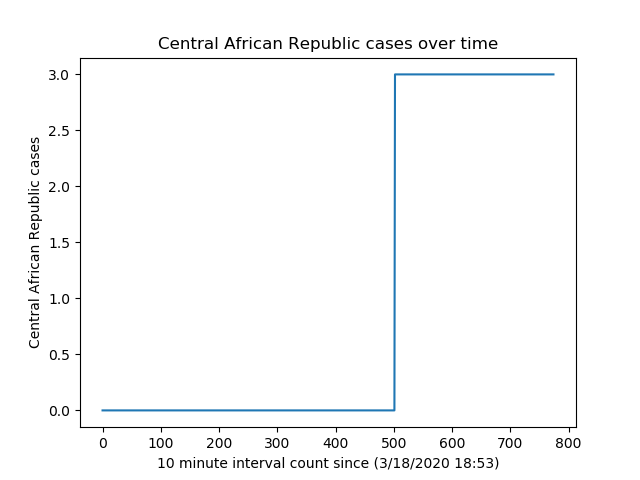 Central African Republic cases over time
Central African Republic cases
3.0
2.5
2.0
1.5
1.0
0.5
0.0
0 100 200 300 400 500 600 700 800
10 minute interval count since (3/18/2020 18:53)